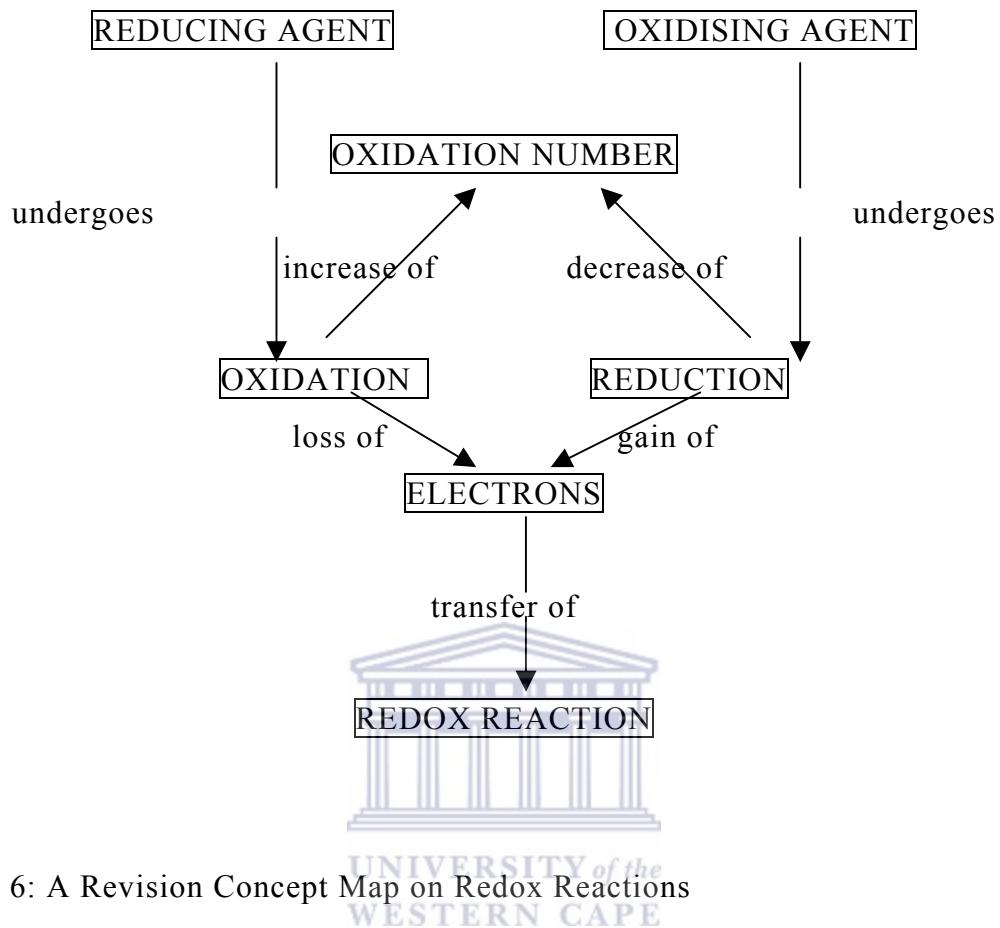 REDUCING AGENT OXIDISING AGENT
OXIDATION NUMBER
undergoes undergoes
increase of decrease of
OXIDATION REDUCTION
loss of gain of
ELECTRONS
transfer of
REDOX REACTION
UNIVERSITY of the
6: A Revision Concept Map on Redox Reactions
WESTERN CAPE